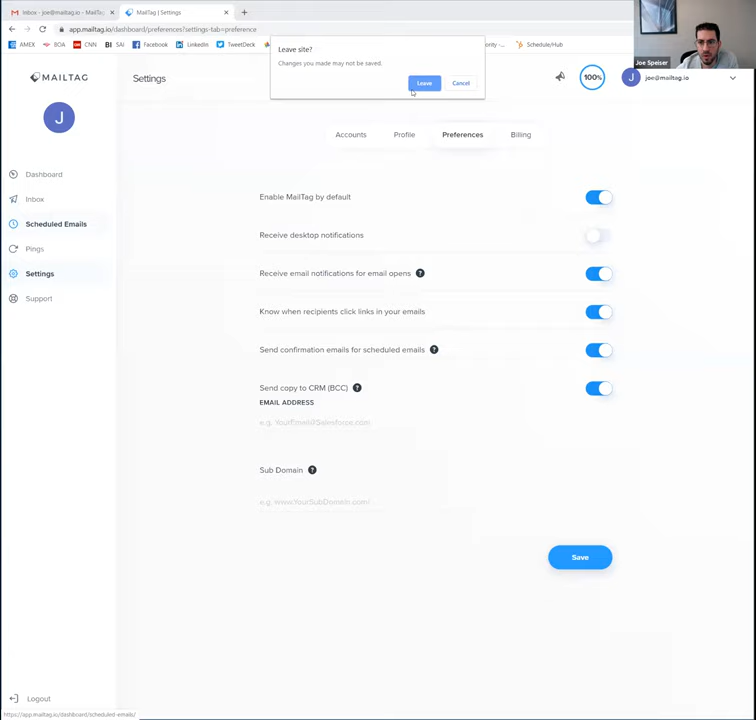 Inbox - joe@mailtag.io - MailTa
MailTag | Settings
app.mailtag.io/dashboard/preferences?settings-tab=preference
AMEX
BOA
CNN
BI SAI
Facebook
LinkedIn
TweetDeck
ority -...
Schedule/Hub
Leave site?
Changes you made may not be saved.
Leave
Cancel
Joe Speiser
MAILTAG
Settings
100%
J
joe@mailtag.io
J
Accounts
Profile
Preferences
Billing
Dashboard
Inbox
Scheduled Emails
Pings
Settings
Support
Enable MailTag by default
Receive desktop notifications
Receive email notifications for email opens ?
Know when recipients click links in your emails
Send confirmation emails for scheduled emails ?
Send copy to CRM (BCC) ?
EMAIL ADDRESS
e.g. YourEmail@Salesforce.com
Sub Domain ?
e.g. www.YourSubDomain.com/
Save
Logout
https://app.mailtag.io/dashboard/scheduled-emails/